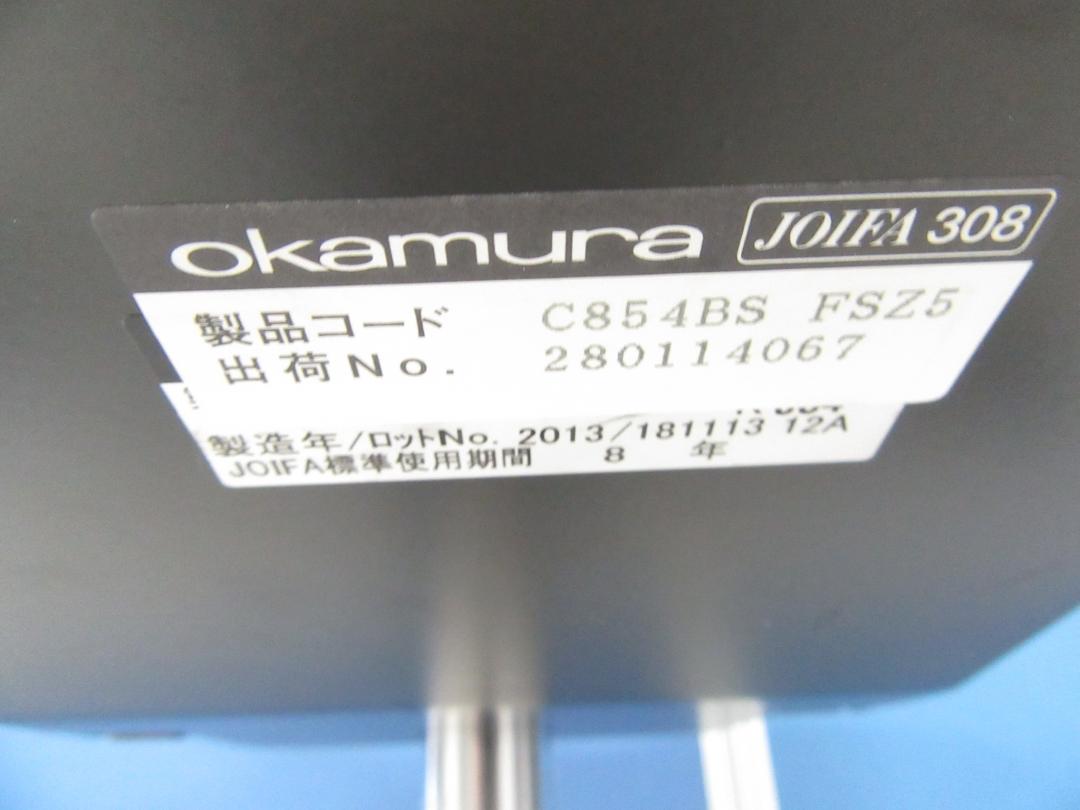 okamura JOIFA 308
製品コード C854BS FSZ5
出荷No. 280114067
製造年/ロットNo. 2013/181113 12A
JOIFA標準使用期間 8 年